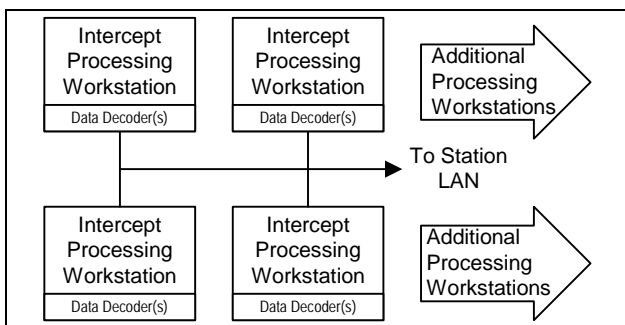 Intercept
Processing
Workstation
Data Decoder(s)
Intercept
Processing
Workstation
Data Decoder(s)
Additional
Processing
Workstations
To Station
LAN
Intercept
Processing
Workstation
Data Decoder(s)
Intercept
Processing
Workstation
Data Decoder(s)
Additional
Processing
Workstations